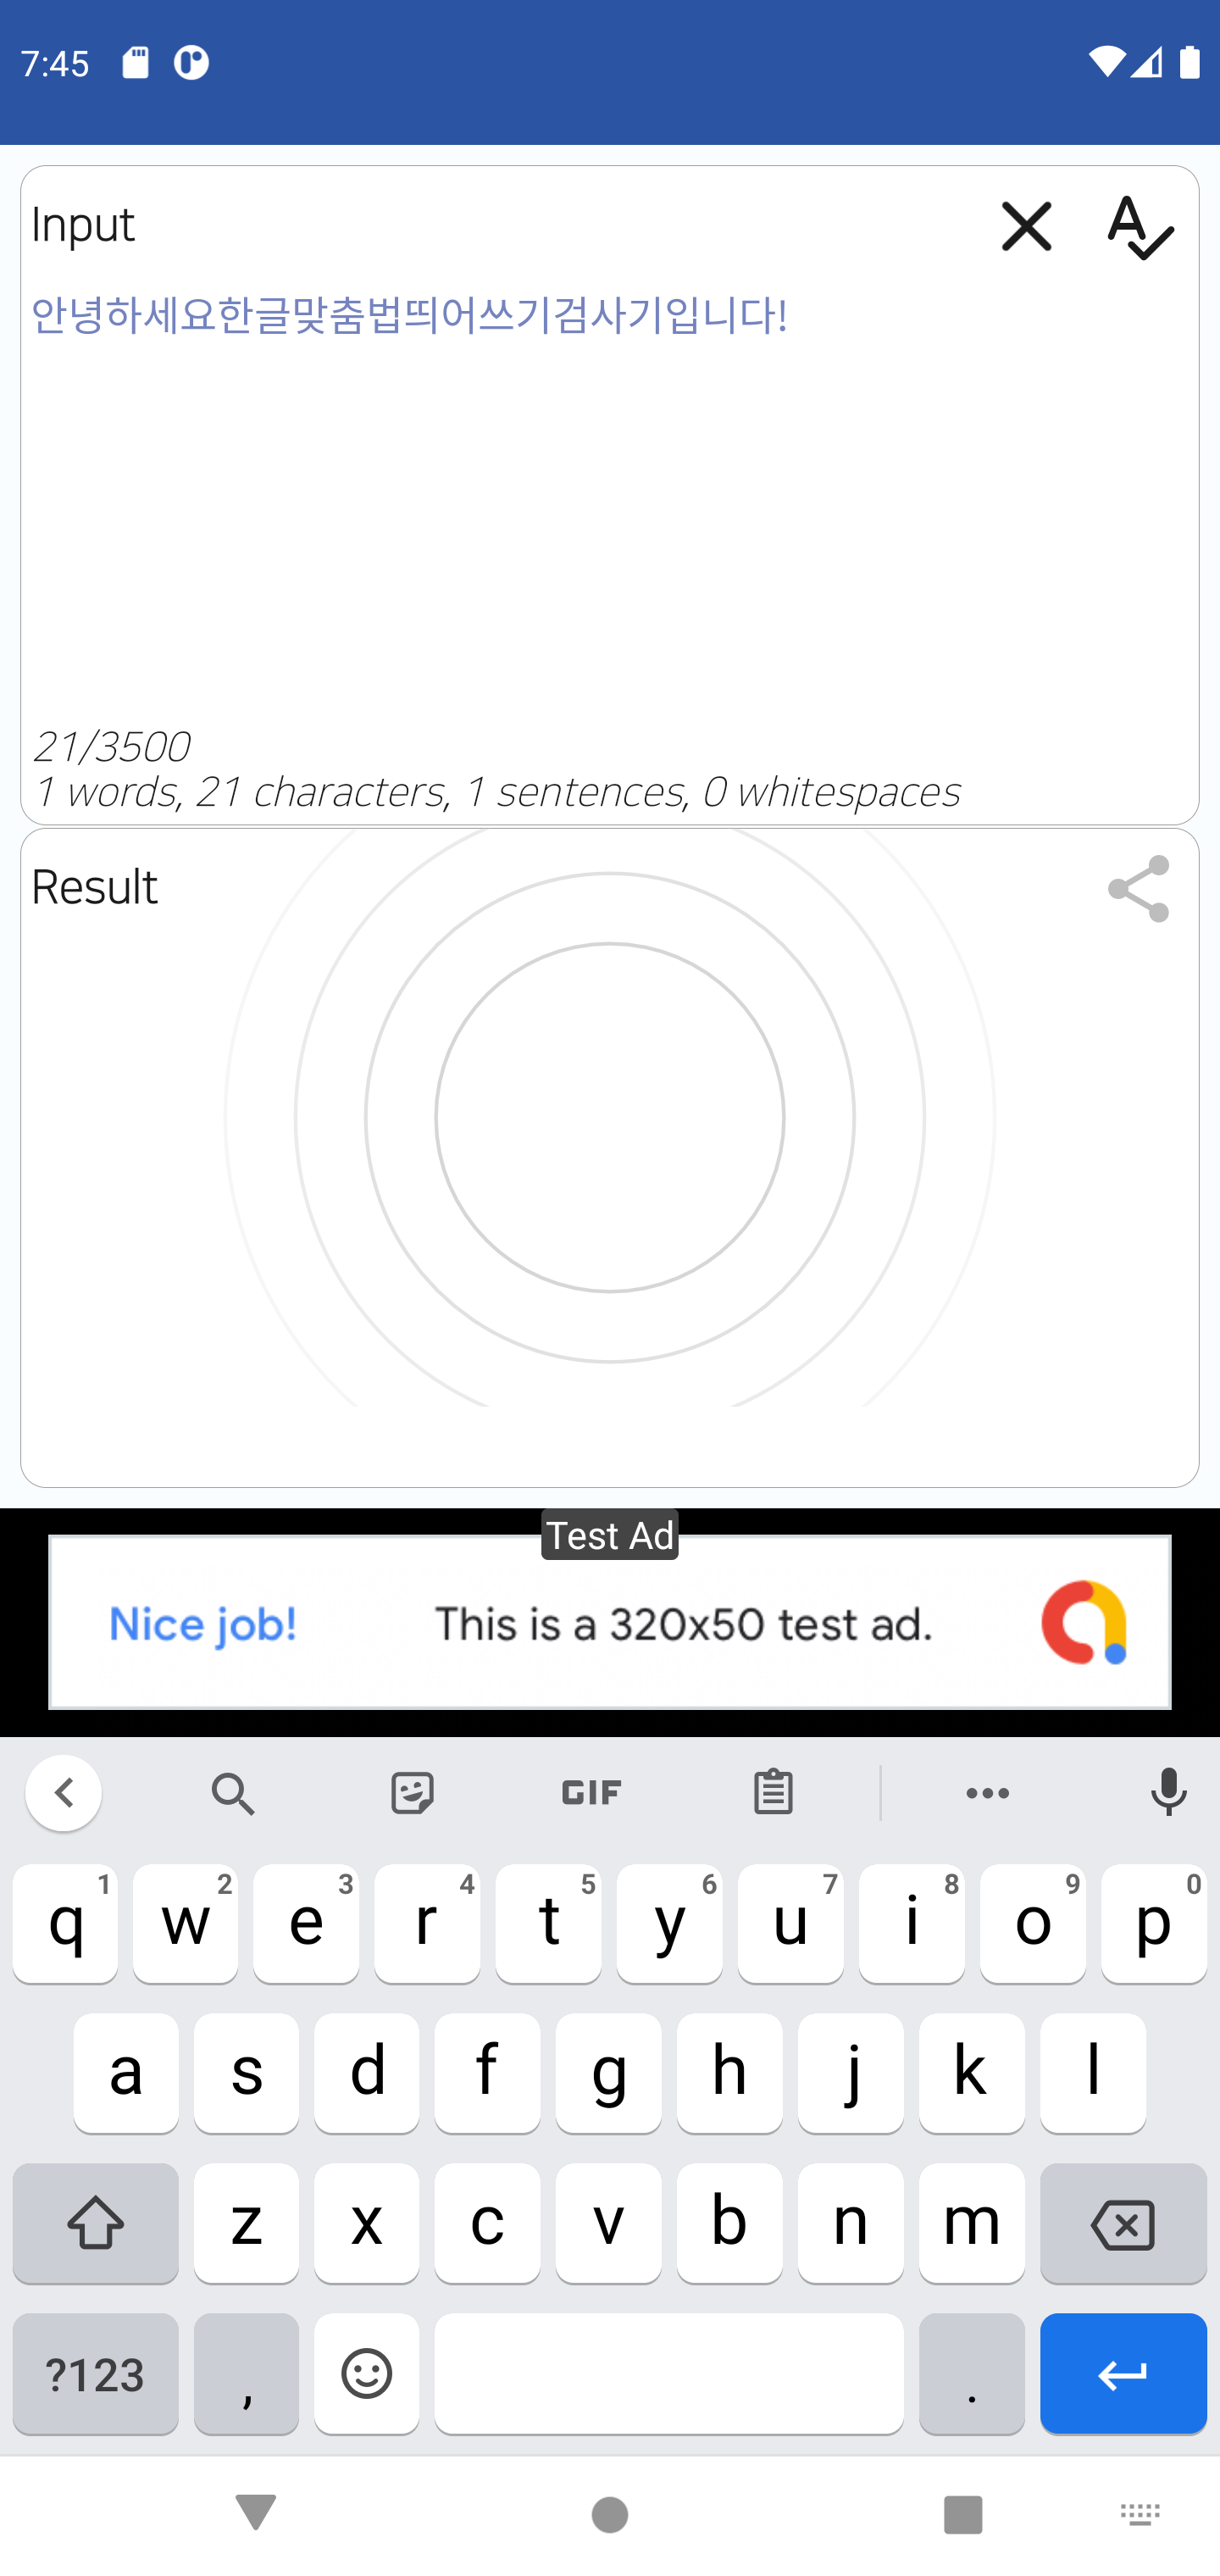 7:45
Input
안녕하세요한글맞춤법띄어쓰기검사기입니다!
21/3500
1 words, 21 characters, 1 sentences, 0 whitespaces
Result
Test Ad
Nice job! This is a 320x50 test ad.
GIF
q 1 w 2 e 3 r 4 t 5 y 6 u 7 i 8 o 9 p 0
a s d f g h j k l
z x c v b n m
?123 , .